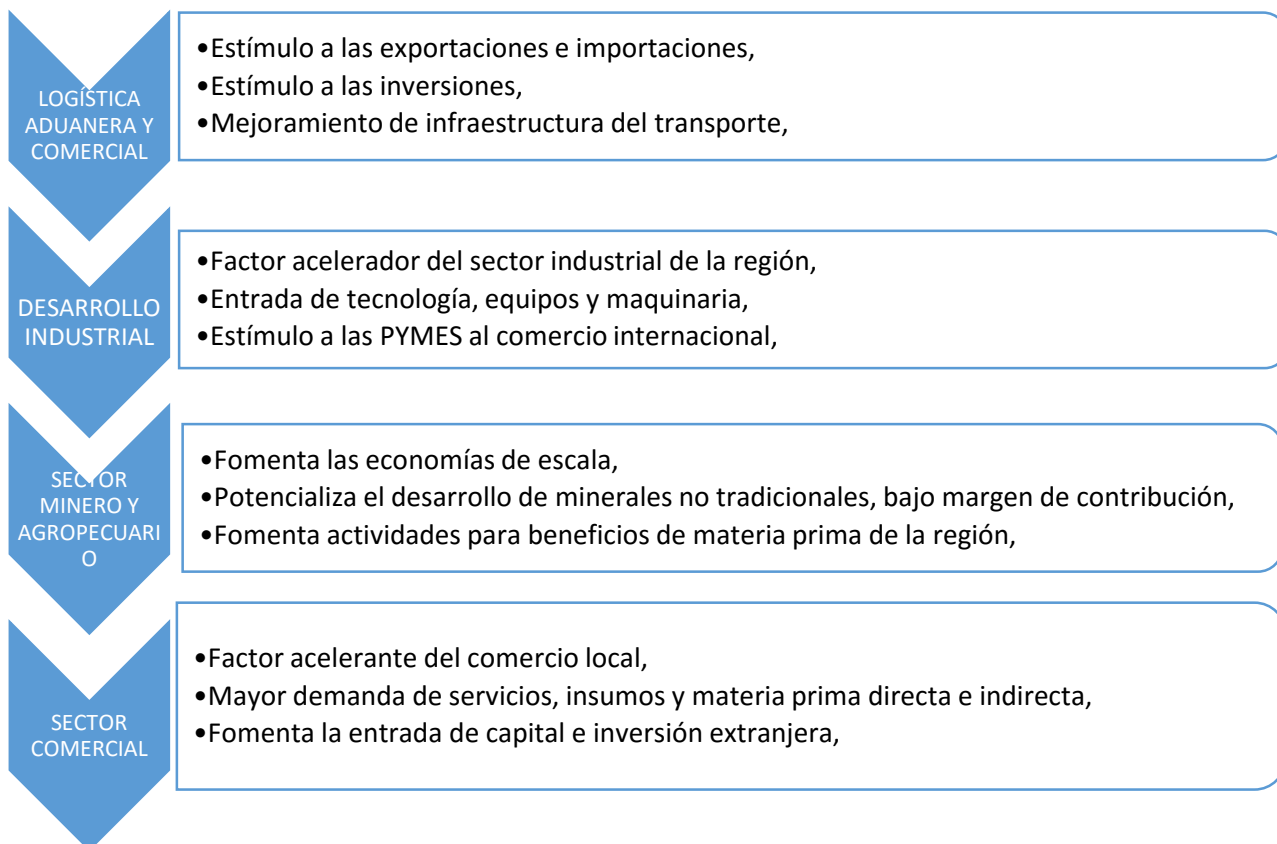 LOGÍSTICA
ADUANERA Y
COMERCIAL
•Estímulo a las exportaciones e importaciones,
•Estímulo a las inversiones,
•Mejoramiento de infraestructura del transporte,
DESARROLLO
INDUSTRIAL
•Factor acelerador del sector industrial de la región,
•Entrada de tecnología, equipos y maquinaria,
•Estímulo a las PYMES al comercio internacional,
SECTOR
MINERO Y
AGROPECUARI
O
•Fomenta las economías de escala,
•Potencializa el desarrollo de minerales no tradicionales, bajo margen de contribución,
•Fomenta actividades para beneficios de materia prima de la región,
SECTOR
COMERCIAL
•Factor acelerante del comercio local,
•Mayor demanda de servicios, insumos y materia prima directa e indirecta,
•Fomenta la entrada de capital e inversión extranjera,